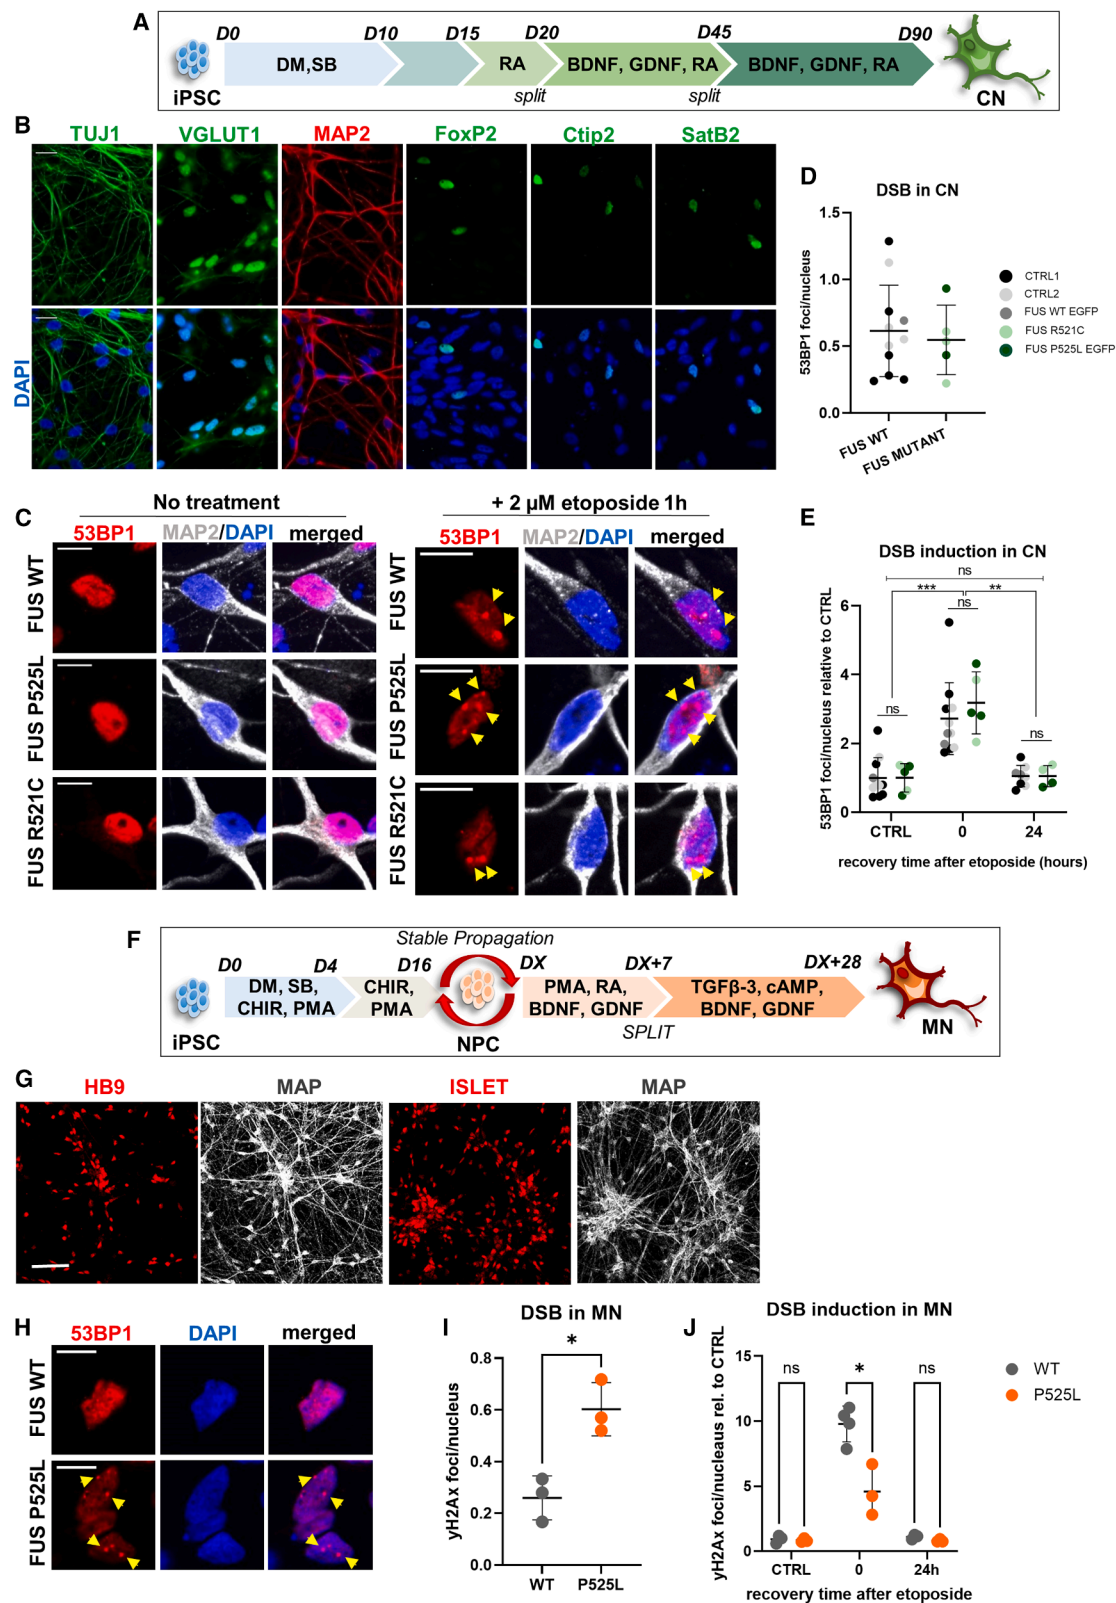 A
D0 D10 D15 D20 D45 D90
DM,SB RA BDNF, GDNF, RA BDNF, GDNF, RA
iPSC split split CN
B
TUJ1 VGLUT1 MAP2 FoxP2 Ctip2 SatB2
DAPI
D
DSB in CN
53BP1 foci/nucleus
1.5
1.0
0.5
0.0
FUS WT
FUS MUTANT
CTRL1
CTRL2
FUS WT EGFP
FUS R521C
FUS P525L EGFP
C
No treatment
+ 2 µM etoposide 1h
53BP1 MAP2/DAPI merged
53BP1 MAP2/DAPI merged
FUS WT
FUS P525L
FUS R521C
FUS WT
FUS P525L
FUS R521C
E
DSB induction in CN
ns
*** **
ns
ns
ns
53BP1 foci/nucleus relative to CTRL
6
4
2
0
CTRL 0 24
recovery time after etoposide (hours)
F
Stable Propagation
D0 D4 D16 DX DX+7 DX+28
DM, SB,
CHIR, PMA
CHIR,
PMA
PMA, RA,
BDNF, GDNF
TGFβ-3, cAMP,
BDNF, GDNF
iPSC NPC SPLIT MN
G
HB9 MAP ISLET MAP
H
53BP1 DAPI merged
FUS WT
FUS P525L
I
DSB in MN
*
yH2Ax foci/nucleus
0.8
0.6
0.4
0.2
0.0
WT P525L
J
DSB induction in MN
yH2Ax foci/nucleaus rel. to CTRL
15
10
5
0
ns * ns
CTRL 0 24h
recovery time after etoposide
WT
P525L